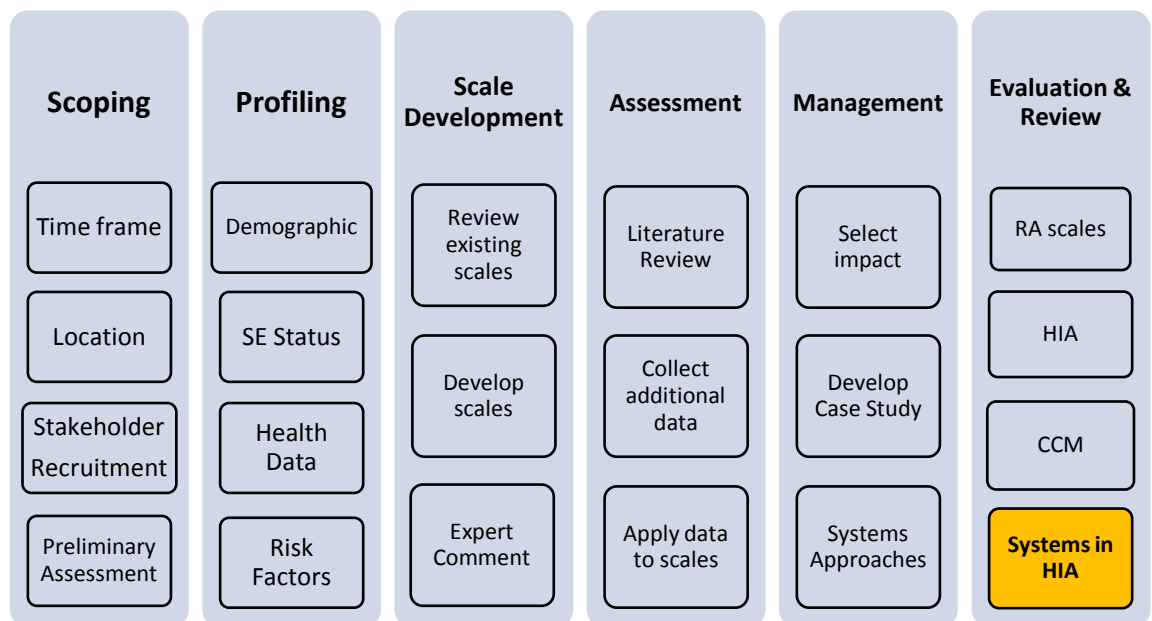 Scoping
Time frame
Location
Stakeholder
Recruitment
Preliminary
Assessment
Profiling
Demographic
SE Status
Health
Data
Risk
Factors
Scale
Development
Review
existing
scales
Develop
scales
Expert
Comment
Assessment
Literature
Review
Collect
additional
data
Apply data
to scales
Management
Select
impact
Develop
Case Study
Systems
Approaches
Evaluation &
Review
RA scales
HIA
CCM
Systems in
HIA